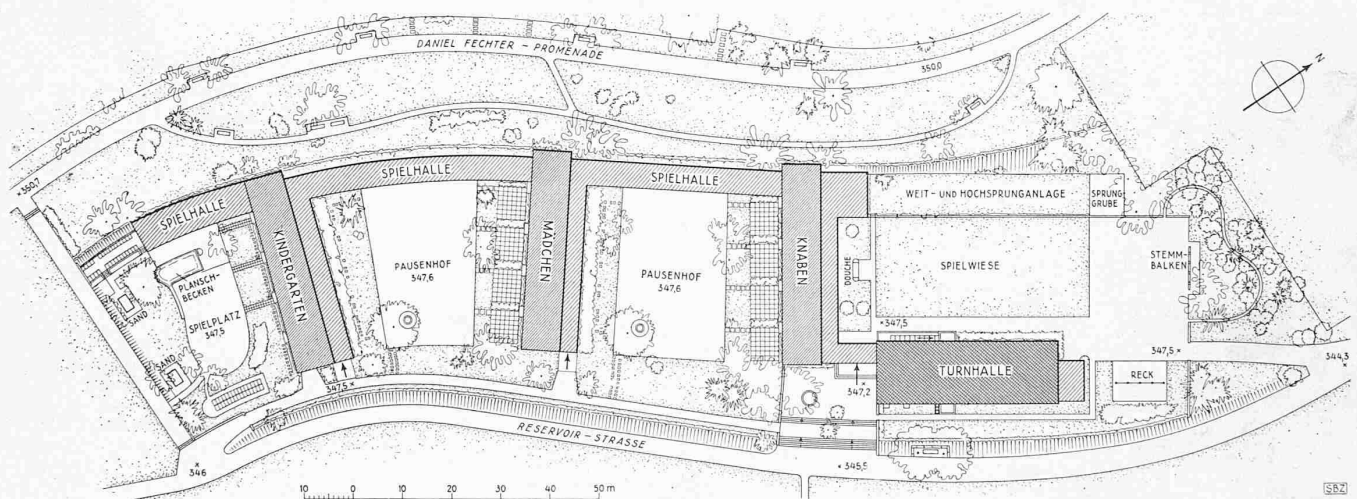 DANIEL FECHTER - PROMENADE
350,0
N
350,7
SPIELHALLE
SPIELHALLE
SPIELHALLE
WEIT- UND HOCHSPRUNGANLAGE
SPRUNG-
GRUBE
KINDERGARTEN
MÄDCHEN
KNABEN
PLANSCH-
BECKEN
SAND
SPIELPLATZ
347,5
SAND
PAUSENHOF
347,6
PAUSENHOF
347,6
DOUCHE
SPIELWIESE
STEMM-
BALKEN
347,5
347,5
347,5
344,3
347,2
TURNHALLE
RECK
RESERVOIR-STRASSE
346
345,5
10 0 10 20 30 40 50 m
SBZ